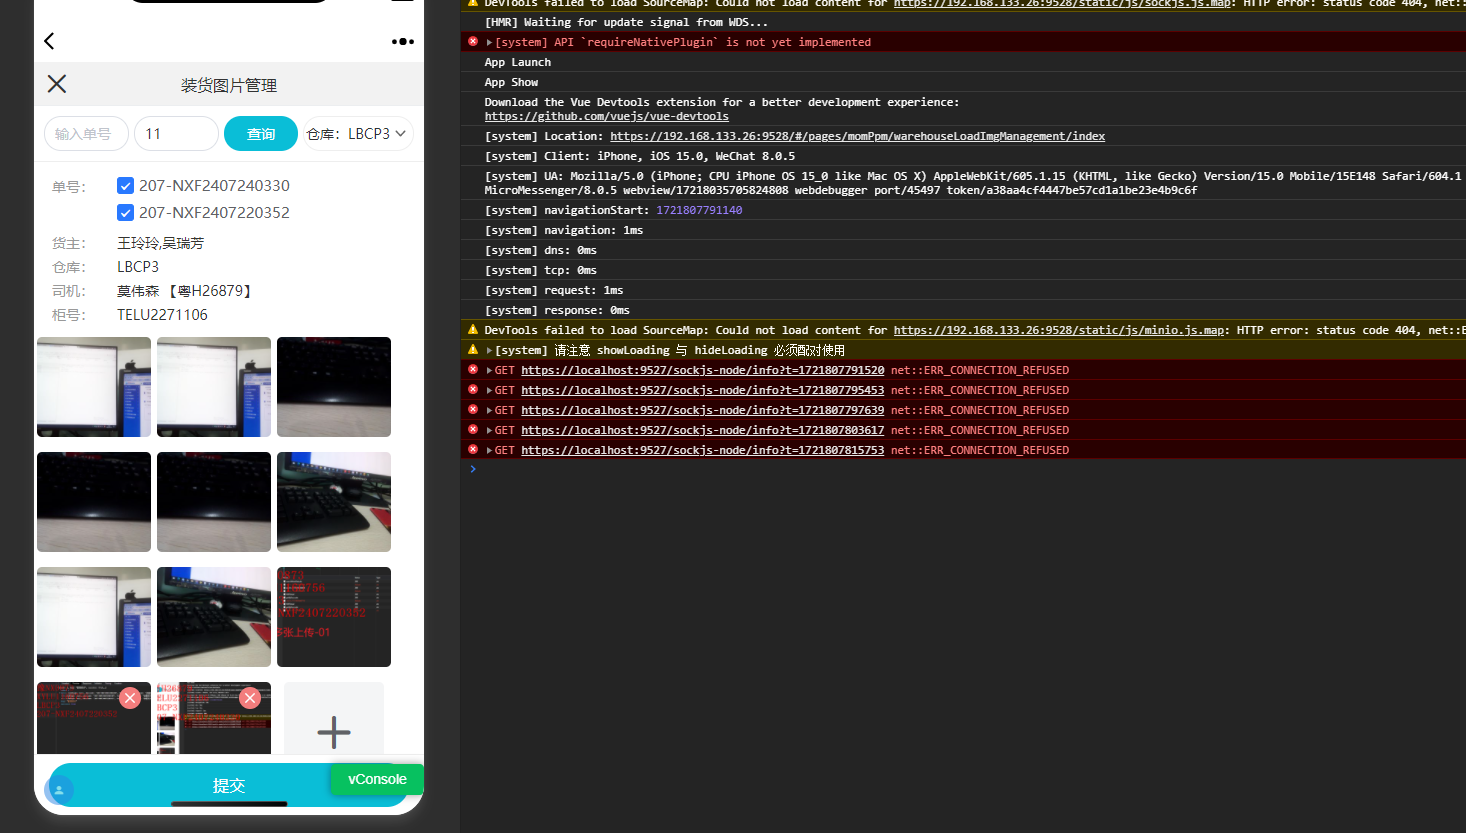 装货图片管理
输入单号 11 查询 仓库：LBCP3
单号： 207-NXF2407240330
207-NXF2407220352
货主： 王玲玲,吴瑞芳
仓库： LBCP3
司机： 莫伟森 【粤H26879】
柜号： TELU2271106
NXF2407220352
多张上传-01
提交
vConsole
DevTools failed to load SourceMap: Could not load content for https://192.168.133.26:9528/static/js/sockjs.js.map: HTTP error: status code 404, net::
[HMR] Waiting for update signal from WDS...
[system] API `requireNativePlugin` is not yet implemented
App Launch
App Show
Download the Vue Devtools extension for a better development experience:
https://github.com/vuejs/vue-devtools
[system] Location: https://192.168.133.26:9528/#/pages/momPpm/warehouseLoadImgManagement/index
[system] Client: iPhone, iOS 15.0, WeChat 8.0.5
[system] UA: Mozilla/5.0 (iPhone; CPU iPhone OS 15_0 like Mac OS X) AppleWebKit/605.1.15 (KHTML, like Gecko) Version/15.0 Mobile/15E148 Safari/604.1
MicroMessenger/8.0.5 webview/17218035705824808 webdebugger port/45497 token/a38aa4cf4447be57cd1a1be23e4b9c6f
[system] navigationStart: 1721807791140
[system] navigation: 1ms
[system] dns: 0ms
[system] tcp: 0ms
[system] request: 1ms
[system] response: 0ms
DevTools failed to load SourceMap: Could not load content for https://192.168.133.26:9528/static/js/minio.js.map: HTTP error: status code 404, net::E
[system] 请注意 showLoading 与 hideLoading 必须配对使用
GET https://localhost:9527/sockjs-node/info?t=1721807791520 net::ERR_CONNECTION_REFUSED
GET https://localhost:9527/sockjs-node/info?t=1721807795453 net::ERR_CONNECTION_REFUSED
GET https://localhost:9527/sockjs-node/info?t=1721807797639 net::ERR_CONNECTION_REFUSED
GET https://localhost:9527/sockjs-node/info?t=1721807803617 net::ERR_CONNECTION_REFUSED
GET https://localhost:9527/sockjs-node/info?t=1721807815753 net::ERR_CONNECTION_REFUSED